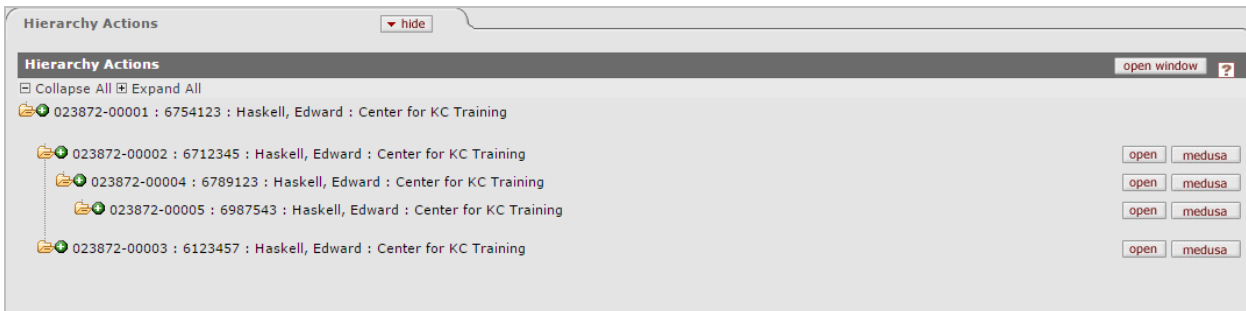 Hierarchy Actions hide
Hierarchy Actions open window ?
Collapse All Expand All
023872-00001 : 6754123 : Haskell, Edward : Center for KC Training
023872-00002 : 6712345 : Haskell, Edward : Center for KC Training open medusa
023872-00004 : 6789123 : Haskell, Edward : Center for KC Training open medusa
023872-00005 : 6987543 : Haskell, Edward : Center for KC Training open medusa
023872-00003 : 6123457 : Haskell, Edward : Center for KC Training open medusa